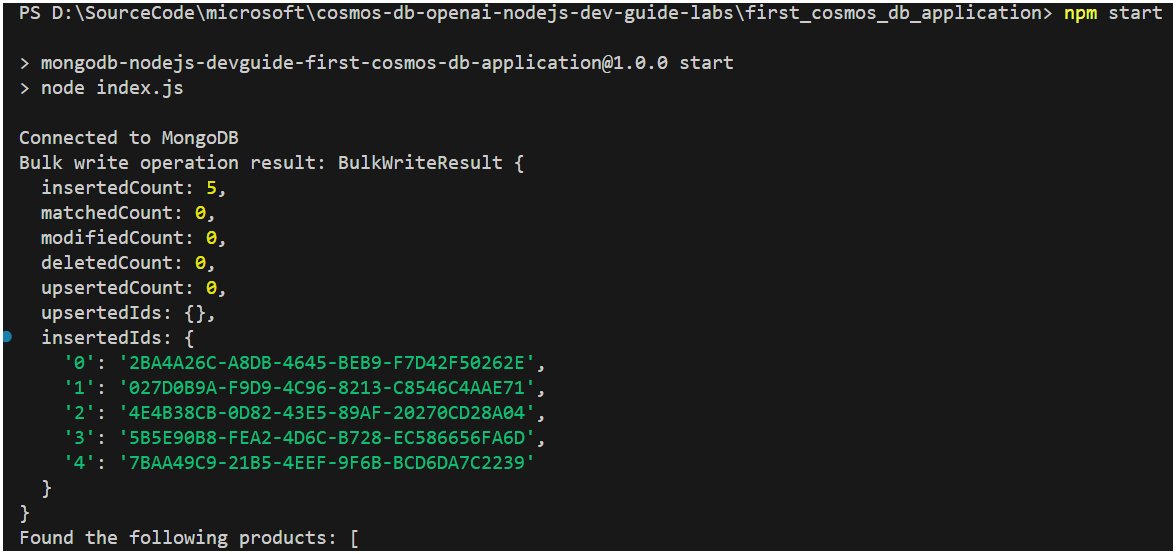 PS D:\SourceCode\microsoft\cosmos-db-openai-nodejs-dev-guide-labs\first_cosmos_db_application> npm start
> mongodb-nodejs-devguide-first-cosmos-db-application@1.0.0 start
> node index.js
Connected to MongoDB
Bulk write operation result: BulkWriteResult {
  insertedCount: 5,
  matchedCount: 0,
  modifiedCount: 0,
  deletedCount: 0,
  upsertedCount: 0,
  upsertedIds: {},
  insertedIds: {
    '0': '2BA4A26C-A8DB-4645-BEB9-F7D42F50262E',
    '1': '027D0B9A-F9D9-4C96-8213-C8546C4AAE71',
    '2': '4E4B38CB-0D82-43E5-89AF-20270CD28A04',
    '3': '5B5E90B8-FEA2-4D6C-B728-EC586656FA6D',
    '4': '7BAA49C9-21B5-4EEF-9F6B-BCD6DA7C2239'
  }
}
Found the following products: [